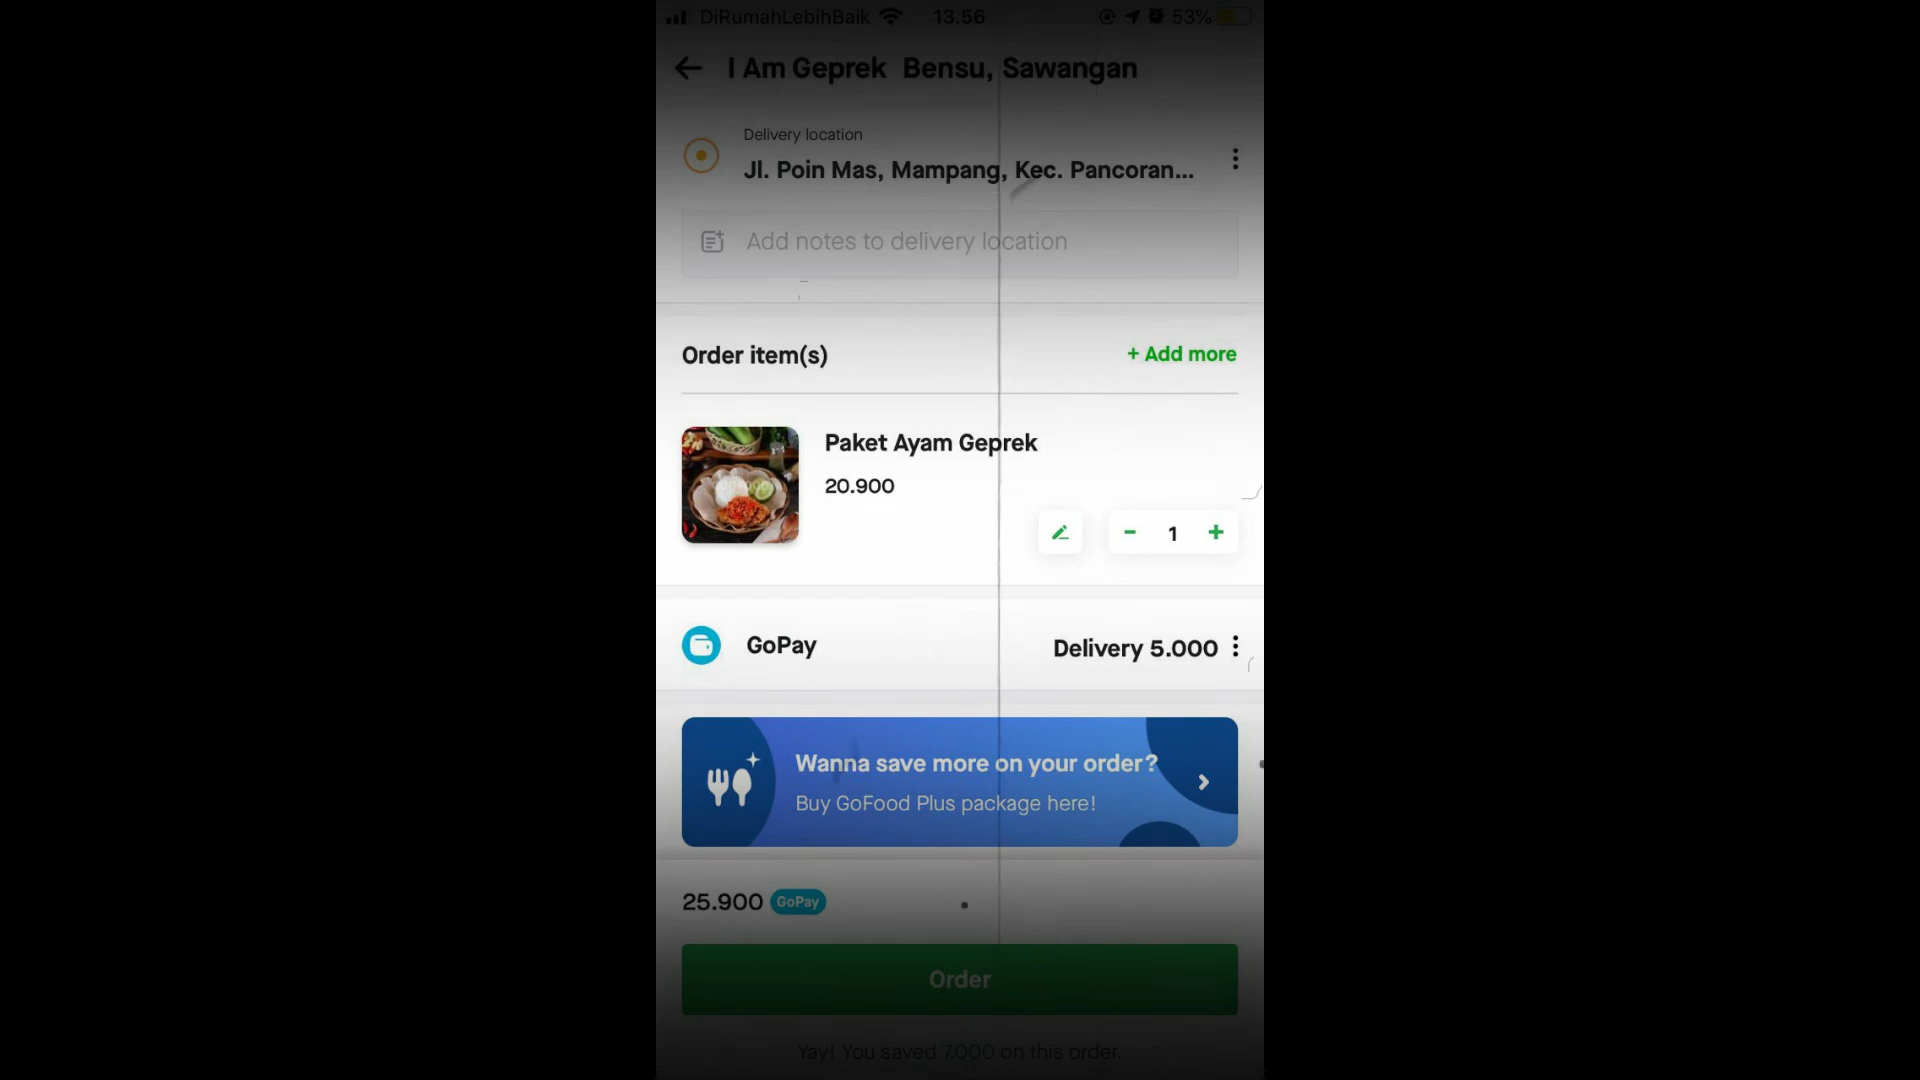 DiRumahLebihBaik 13.56 53%
I Am Geprek Bensu, Sawangan
Delivery location
Jl. Poin Mas, Mampang, Kec. Pancoran...
Add notes to delivery location
Order item(s)
+ Add more
Paket Ayam Geprek
20.900
- 1 +
GoPay
Delivery 5.000
Wanna save more on your order?
Buy GoFood Plus package here!
25.900 GoPay
Order
Yay! You saved 7.000 on this order.